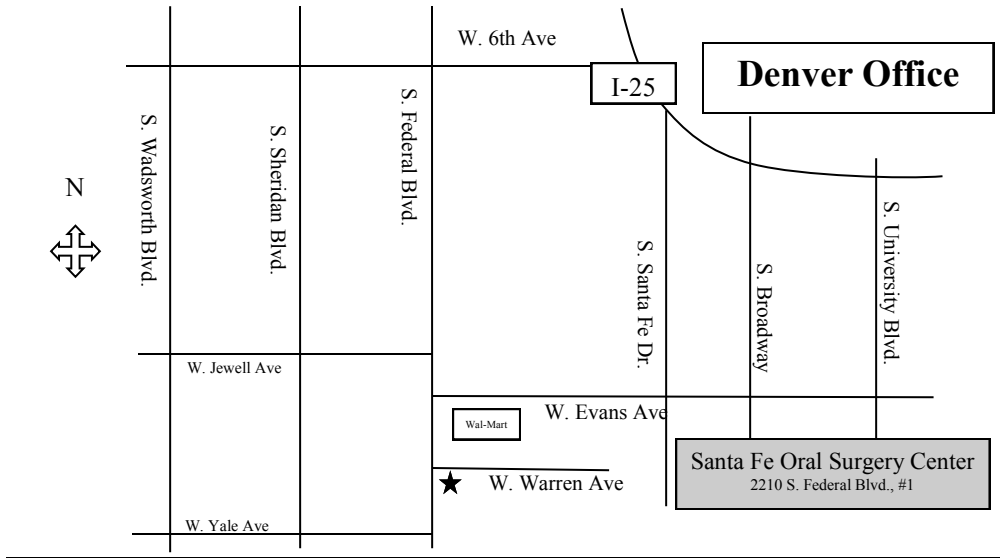 W. 6th Ave
I-25
Denver Office
S. Wadsworth Blvd.
S. Sheridan Blvd.
S. Federal Blvd.
N
S. Santa Fe Dr.
S. Broadway
S. University Blvd.
W. Jewell Ave
W. Evans Ave
Wal-Mart
Santa Fe Oral Surgery Center
2210 S. Federal Blvd., #1
W. Warren Ave
W. Yale Ave